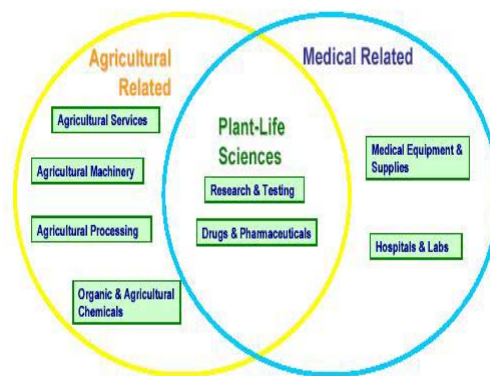 Agricultural
Related
Medical Related
Agricultural Services
Plant-Life
Sciences
Medical Equipment &
Supplies
Agricultural Machinery
Research & Testing
Agricultural Processing
Drugs & Pharmaceuticals
Hospitals & Labs
Organic & Agricultural
Chemicals